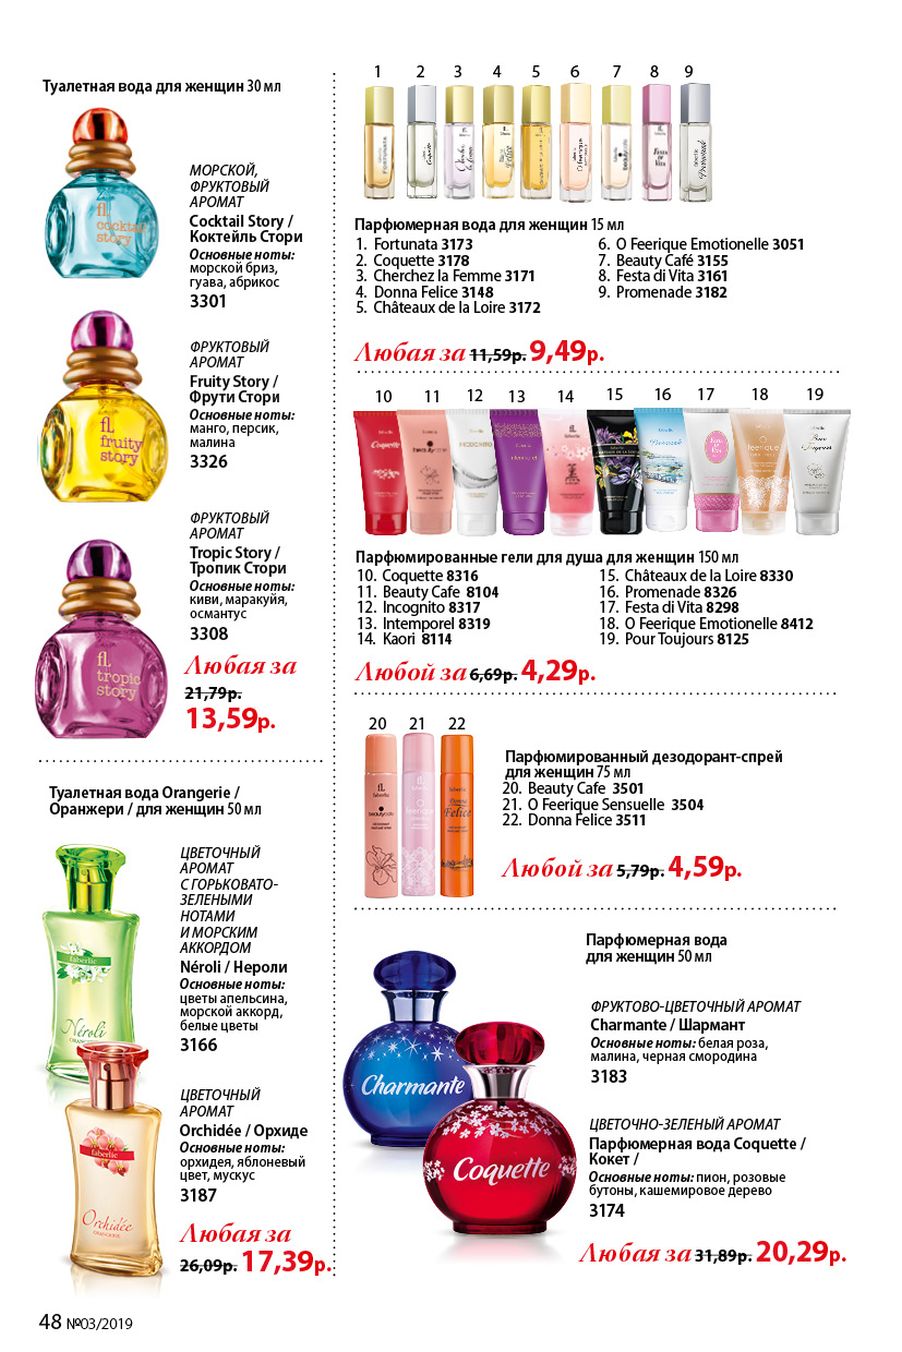 Туалетная вода для женщин 30 мл
fL
cocktail
story
МОРСКОЙ,
ФРУКТОВЫЙ
АРОМАТ
Cocktail Story /
Коктейль Стори
Основные ноты:
морской бриз,
гуава, абрикос
3301
fL
fruity
story
ФРУКТОВЫЙ
АРОМАТ
Fruity Story /
Фрути Стори
Основные ноты:
манго, персик,
малина
3326
fL
tropic
story
ФРУКТОВЫЙ
АРОМАТ
Tropic Story /
Тропик Стори
Основные ноты:
киви, маракуйя,
османтус
3308
Любая за
21,79р.
13,59р.
Туалетная вода Orangerie /
Оранжери / для женщин 50 мл
faberlic
Néroli
ЦВЕТОЧНЫЙ
АРОМАТ
С ГОРЬКОВАТО-
ЗЕЛЕНЫМИ
НОТАМИ
И МОРСКИМ
АККОРДОМ
Néroli / Нероли
Основные ноты:
цветы апельсина,
морской аккорд,
белые цветы
3166
faberlic
Orchidée
ORANGERIE
ЦВЕТОЧНЫЙ
АРОМАТ
Orchidée / Орхиде
Основные ноты:
орхидея, яблоневый
цвет, мускус
3187
Любая за
26,09р. 17,39р.
1 2 3 4 5 6 7 8 9
Парфюмерная вода для женщин 15 мл
1. Fortunata 3173
2. Coquette 3178
3. Cherchez la Femme 3171
4. Donna Felice 3148
5. Châteaux de la Loire 3172
6. O Feerique Emotionelle 3051
7. Beauty Café 3155
8. Festa di Vita 3161
9. Promenade 3182
Любая за 11,59р. 9,49р.
10 11 12 13 14 15 16 17 18 19
Парфюмированные гели для душа для женщин 150 мл
10. Coquette 8316
11. Beauty Cafe 8104
12. Incognito 8317
13. Intemporel 8319
14. Kaori 8114
15. Châteaux de la Loire 8330
16. Promenade 8326
17. Festa di Vita 8298
18. O Feerique Emotionelle 8412
19. Pour Toujours 8125
Любой за 6,69р. 4,29р.
20 21 22
Парфюмированный дезодорант-спрей
для женщин 75 мл
20. Beauty Cafe 3501
21. O Feerique Sensuelle 3504
22. Donna Felice 3511
Любой за 5,79р. 4,59р.
Парфюмерная вода
для женщин 50 мл
Charmante
ФРУКТОВО-ЦВЕТОЧНЫЙ АРОМАТ
Charmante / Шармант
Основные ноты: белая роза,
малина, черная смородина
3183
Coquette
ЦВЕТОЧНО-ЗЕЛЕНЫЙ АРОМАТ
Парфюмерная вода Coquette /
Кокет /
Основные ноты: пион, розовые
бутоны, кашемировое дерево
3174
Любая за 31,89р. 20,29р.
48 №03/2019